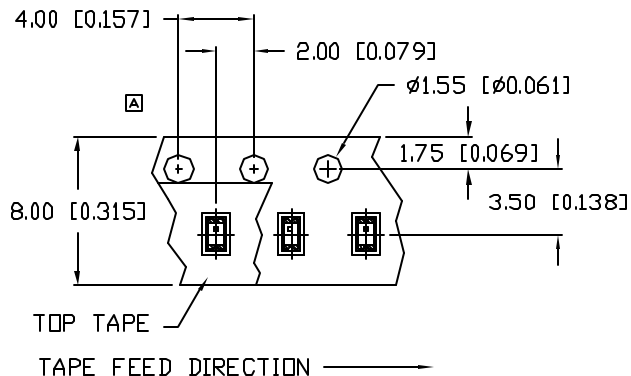 4.00 [0.157]
2.00 [0.079]
ø1.55 [ø0.061]
A
1.75 [0.069]
3.50 [0.138]
8.00 [0.315]
TOP TAPE
TAPE FEED DIRECTION